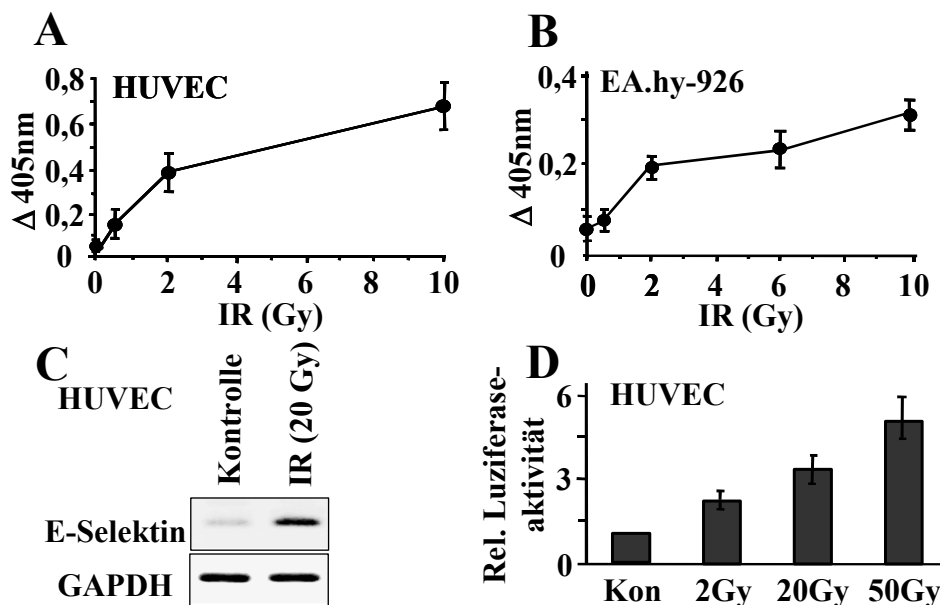 A
HUVEC
Δ 405nm
0,8
0,6
0,4
0,2
0
0 2 4 6 8 10
IR (Gy)
B
EA.hy-926
Δ 405nm
0,4
0,2
0
0 2 4 6 8 10
IR (Gy)
C
HUVEC
Kontrolle
IR (20 Gy)
E-Selektin
GAPDH
D
HUVEC
Rel. Luziferase-
aktivität
6
3
0
Kon 2Gy 20Gy 50Gy